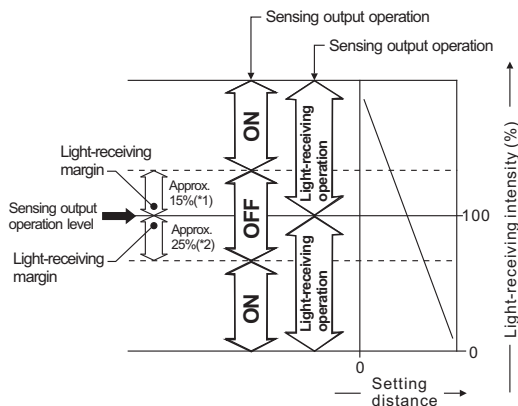 Sensing output operation
Sensing output operation
ON
OFF
ON
Light-receiving
operation
Light-receiving
operation
Light-receiving
margin
Approx.
15%(*1)
Sensing output
operation level
Approx.
25%(*2)
Light-receiving
margin
100
0
Light-receiving intensity (%)
0
Setting
distance